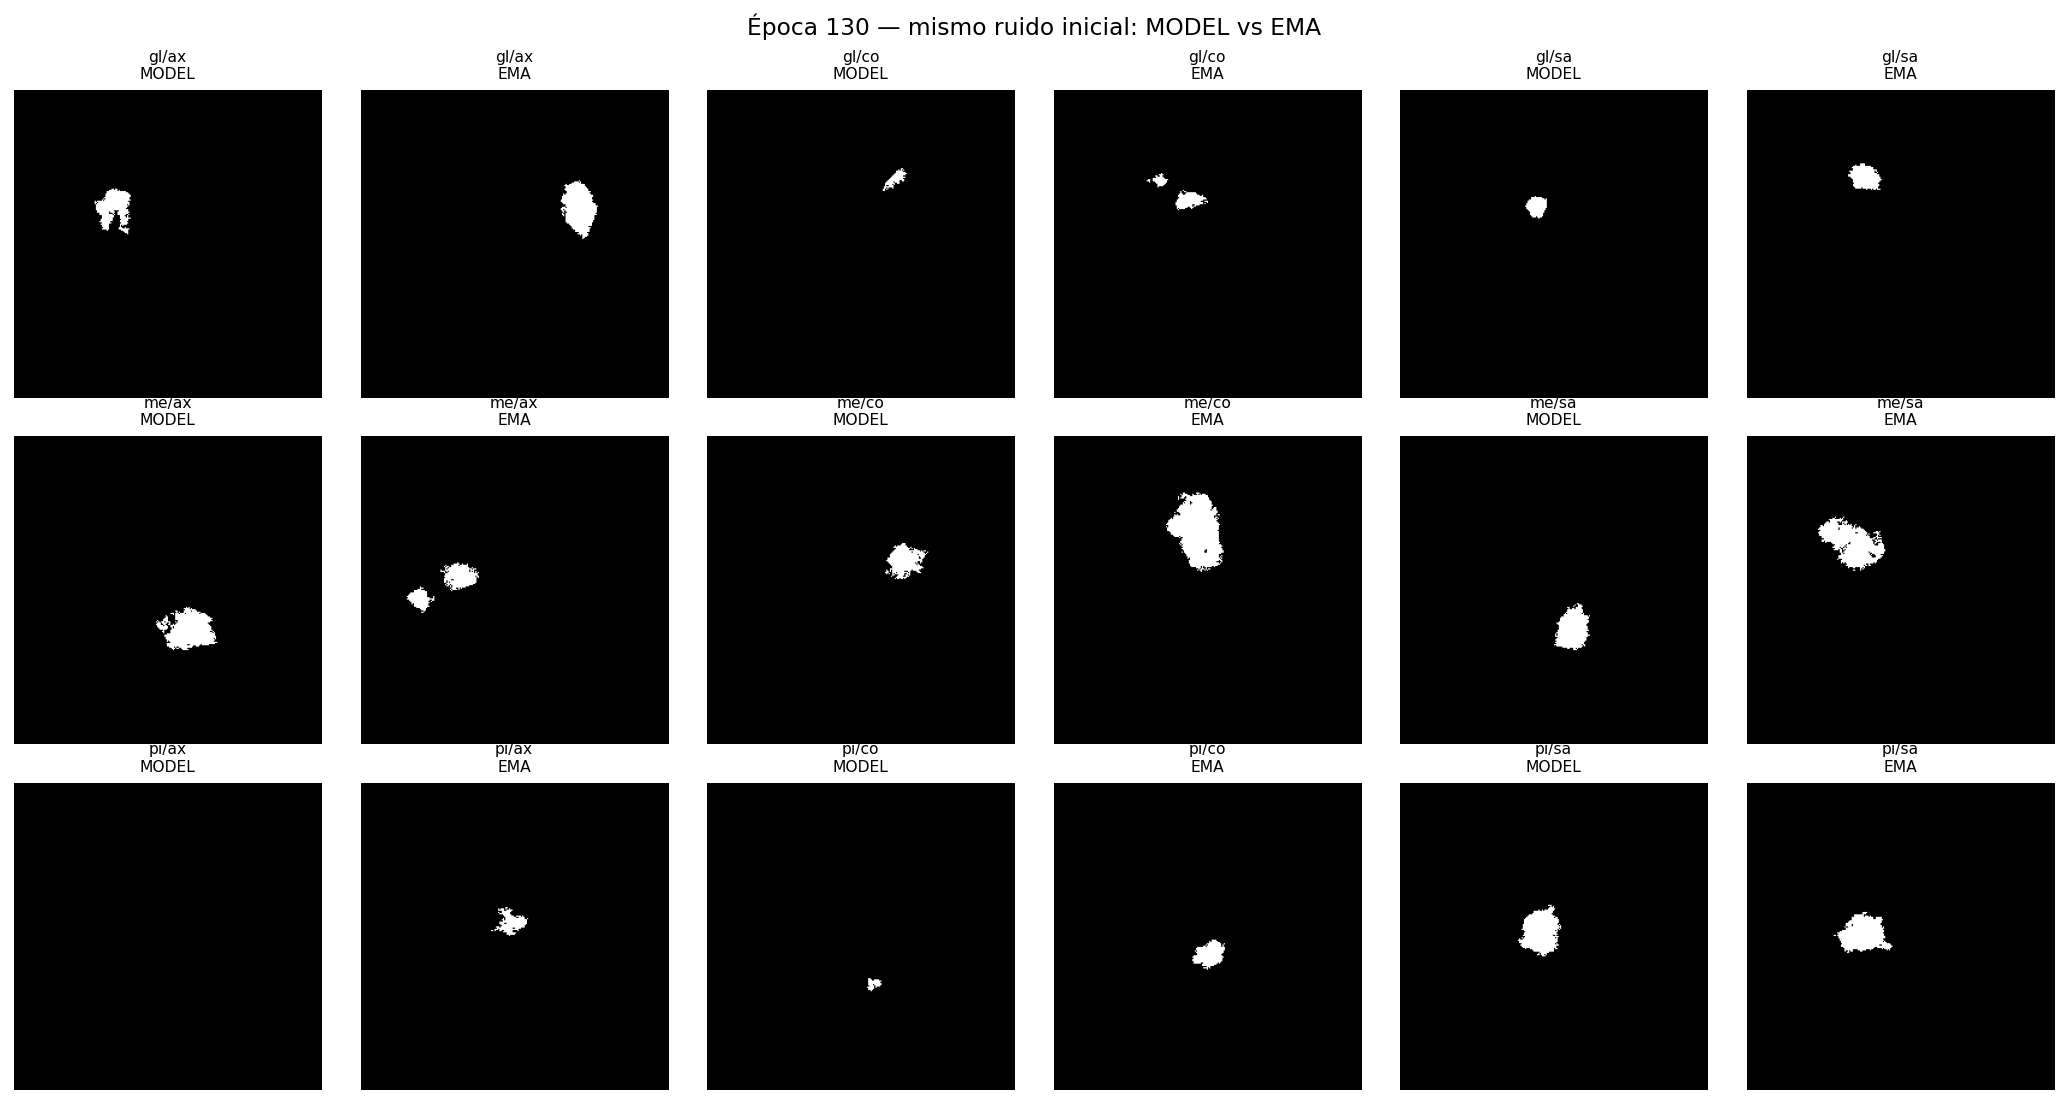 Época 130 — mismo ruido inicial: MODEL vs EMA
gl/ax
MODEL
gl/ax
EMA
gl/co
MODEL
gl/co
EMA
gl/sa
MODEL
gl/sa
EMA
me/ax
MODEL
me/ax
EMA
me/co
MODEL
me/co
EMA
me/sa
MODEL
me/sa
EMA
pi/ax
MODEL
pi/ax
EMA
pi/co
MODEL
pi/co
EMA
pi/sa
MODEL
pi/sa
EMA